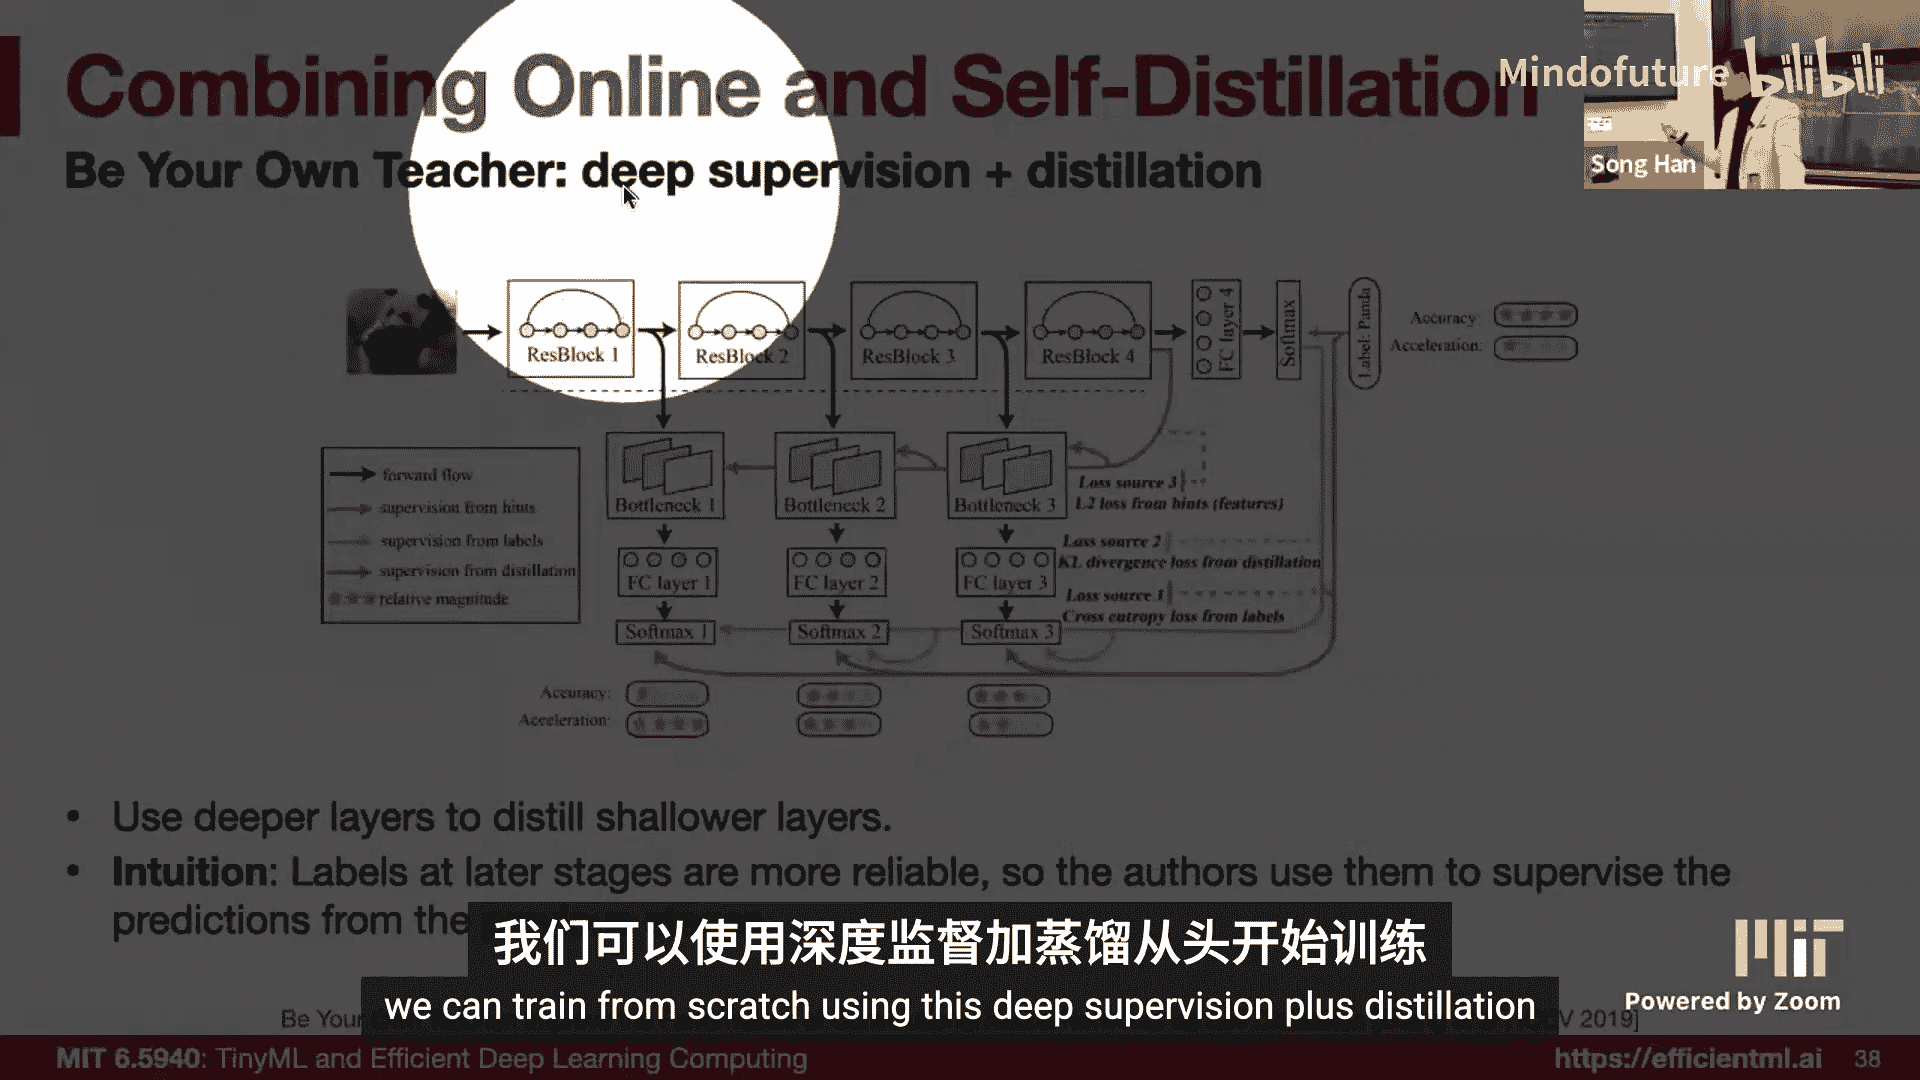 Combining Online and Self-Distillation
Mindofuture bilibili
Be Your Own Teacher: deep supervision + distillation
Song Han
ResBlock 1
ResBlock 2
ResBlock 3
ResBlock 4
FC layer 4
Softmax
Label: Panda
Accuracy:
Acceleration:
forward flow
supervision from hints
supervision from labels
supervision from distillation
relative magnitude
Bottleneck 1
Bottleneck 2
Bottleneck 3
Loss source 3
L2 loss from hints (features)
Loss source 2
KL divergence loss from distillation
Loss source 1
Cross entropy loss from labels
FC layer 1
FC layer 2
FC layer 3
Softmax 1
Softmax 2
Softmax 3
Accuracy:
Acceleration:
• Use deeper layers to distill shallower layers.
• Intuition: Labels at later stages are more reliable, so the authors use them to supervise the
predictions from the
我们可以使用深度监督加蒸馏从头开始训练
we can train from scratch using this deep supervision plus distillation
MIT
Powered by Zoom
Be Your
2019]
MIT 6.5940: TinyML and Efficient Deep Learning Computing
https://efficientml.ai 38